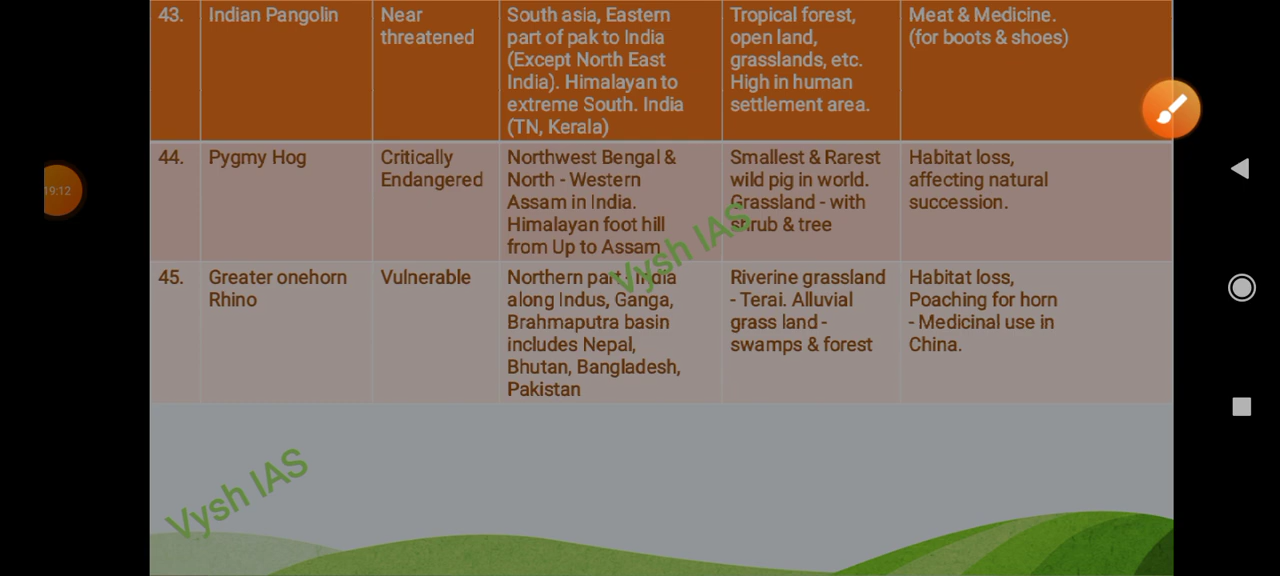 43.
Indian Pangolin
Near
threatened
South asia, Eastern
part of pak to India
(Except North East
India). Himalayan to
extreme South. India
(TN, Kerala)
Tropical forest,
open land,
grasslands, etc.
High in human
settlement area.
Meat & Medicine.
(for boots & shoes)
44.
Pygmy Hog
Critically
Endangered
Northwest Bengal &
North - Western
Assam in India.
Himalayan foot hill
from Up to Assam
Smallest & Rarest
wild pig in world.
Grassland - with
shrub & tree
Habitat loss,
affecting natural
succession.
45.
Greater onehorn
Rhino
Vulnerable
Northern part - India
along Indus, Ganga,
Brahmaputra basin
includes Nepal,
Bhutan, Bangladesh,
Pakistan
Riverine grassland
- Terai. Alluvial
grass land -
swamps & forest
Habitat loss,
Poaching for horn
- Medicinal use in
China.
19:12
Vysh IAS
Vysh IAS